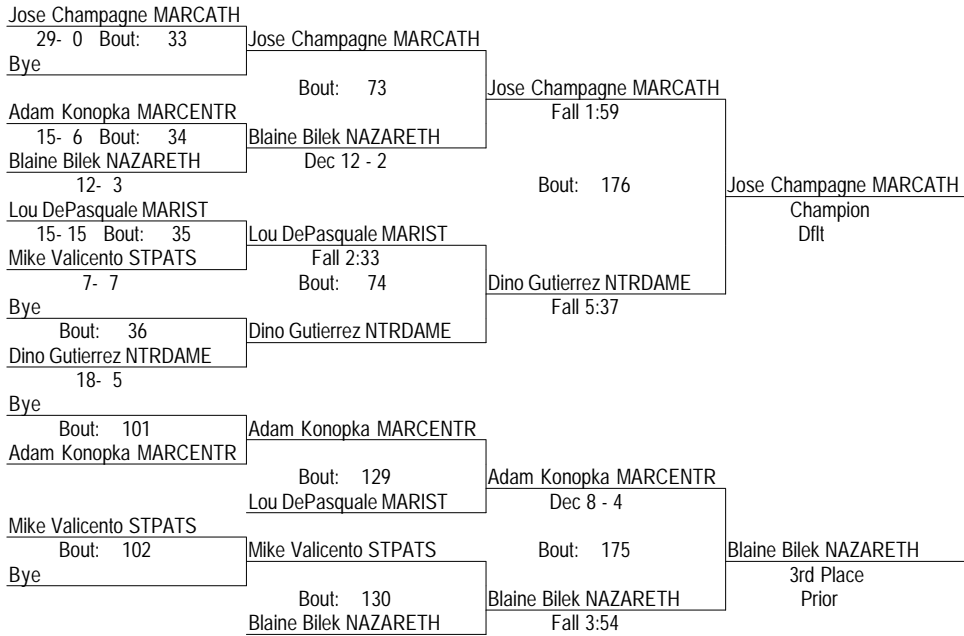 Jose Champagne MARCATH
29- 0 Bout: 33
Jose Champagne MARCATH
Bye
Bout: 73
Jose Champagne MARCATH
Adam Konopka MARCENTR
Fall 1:59
15- 6 Bout: 34
Blaine Bilek NAZARETH
Blaine Bilek NAZARETH
Dec 12 - 2
12- 3
Bout: 176
Jose Champagne MARCATH
Lou DePasquale MARIST
Champion
15- 15 Bout: 35
Lou DePasquale MARIST
Dflt
Mike Valicento STPATS
Fall 2:33
7- 7
Bout: 74
Dino Gutierrez NTRDAME
Bye
Fall 5:37
Bout: 36
Dino Gutierrez NTRDAME
Dino Gutierrez NTRDAME
18- 5
Bye
Bout: 101
Adam Konopka MARCENTR
Adam Konopka MARCENTR
Bout: 129
Adam Konopka MARCENTR
Lou DePasquale MARIST
Dec 8 - 4
Mike Valicento STPATS
Bout: 102
Mike Valicento STPATS
Bout: 175
Blaine Bilek NAZARETH
Bye
3rd Place
Bout: 130
Blaine Bilek NAZARETH
Prior
Blaine Bilek NAZARETH
Fall 3:54